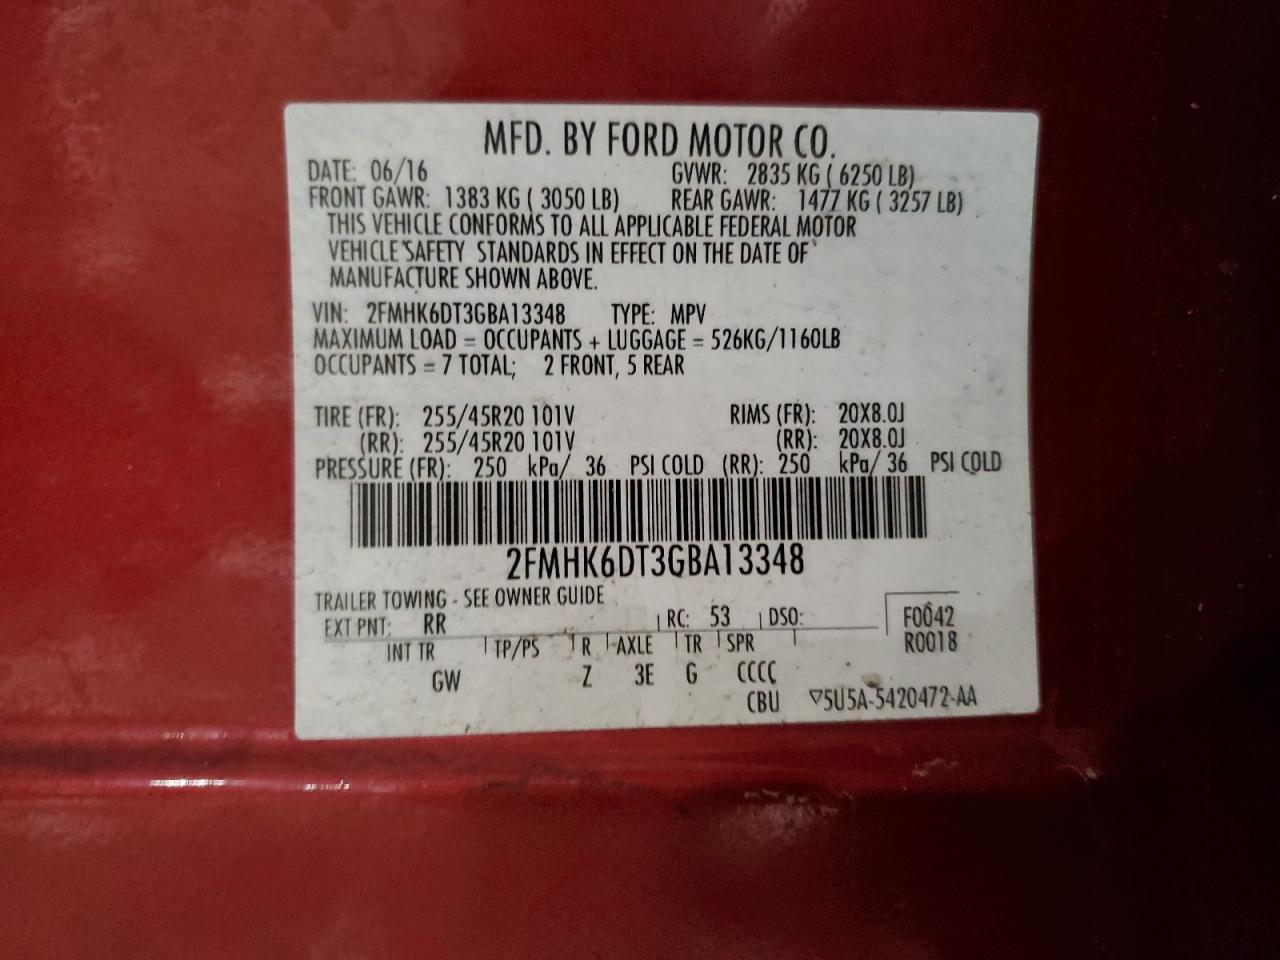 MFD. BY FORD MOTOR CO.
DATE: 06/16 GVWR: 2835 KG ( 6250 LB)
FRONT GAWR: 1383 KG ( 3050 LB) REAR GAWR: 1477 KG ( 3257 LB)
THIS VEHICLE CONFORMS TO ALL APPLICABLE FEDERAL MOTOR
VEHICLE SAFETY STANDARDS IN EFFECT ON THE DATE OF
MANUFACTURE SHOWN ABOVE.
VIN: 2FMHK6DT3GBA13348 TYPE: MPV
MAXIMUM LOAD = OCCUPANTS + LUGGAGE = 526KG/1160LB
OCCUPANTS = 7 TOTAL; 2 FRONT, 5 REAR
TIRE (FR): 255/45R20 101V RIMS (FR): 20X8.0J
(RR): 255/45R20 101V (RR): 20X8.0J
PRESSURE (FR): 250 kPa/ 36 PSI COLD (RR): 250 kPa/ 36 PSI COLD
2FMHK6DT3GBA13348
TRAILER TOWING - SEE OWNER GUIDE
EXT PNT: RR RC: 53 DSO: F0042
R0018
INT TR TP/PS R AXLE TR SPR
GW Z 3E G CCCC
CBU ▽5U5A-5420472-AA